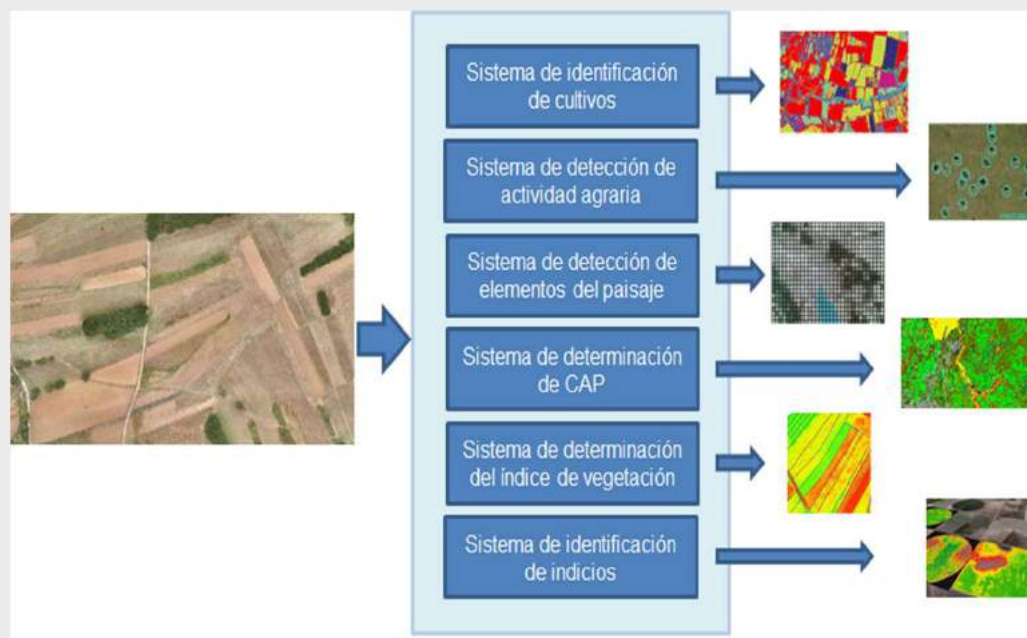 Sistema de identificación
de cultivos
Sistema de detección de
actividad agraria
Sistema de detección de
elementos del paisaje
Sistema de determinación
de CAP
Sistema de determinación
del índice de vegetación
Sistema de identificación
de indicios